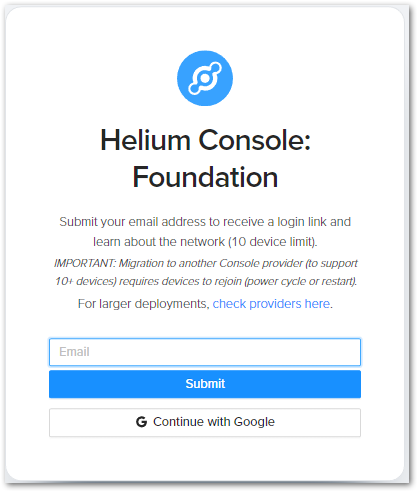 Helium Console:
Foundation
Submit your email address to receive a login link and
learn about the network (10 device limit).
IMPORTANT: Migration to another Console provider (to support
10+ devices) requires devices to rejoin (power cycle or restart).
For larger deployments, check providers here.
Email
Submit
Continue with Google